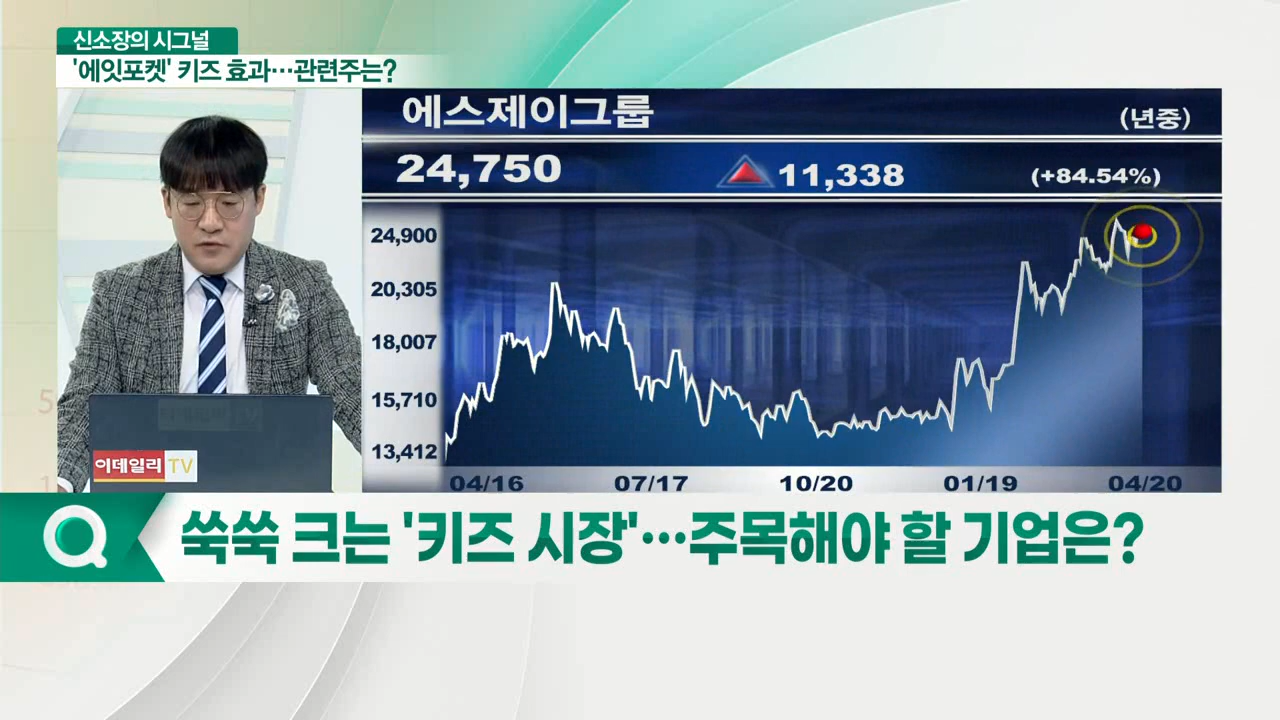 신소장의 시그널
'에잇포켓' 키즈 효과…관련주는?
에스제이그룹 (년중)
24,750 ▲ 11,338 (+84.54%)
24,900
20,305
18,007
15,710
13,412
04/16 07/17 10/20 01/19 04/20
이데일리 TV
쑥쑥 크는 '키즈 시장'…주목해야 할 기업은?